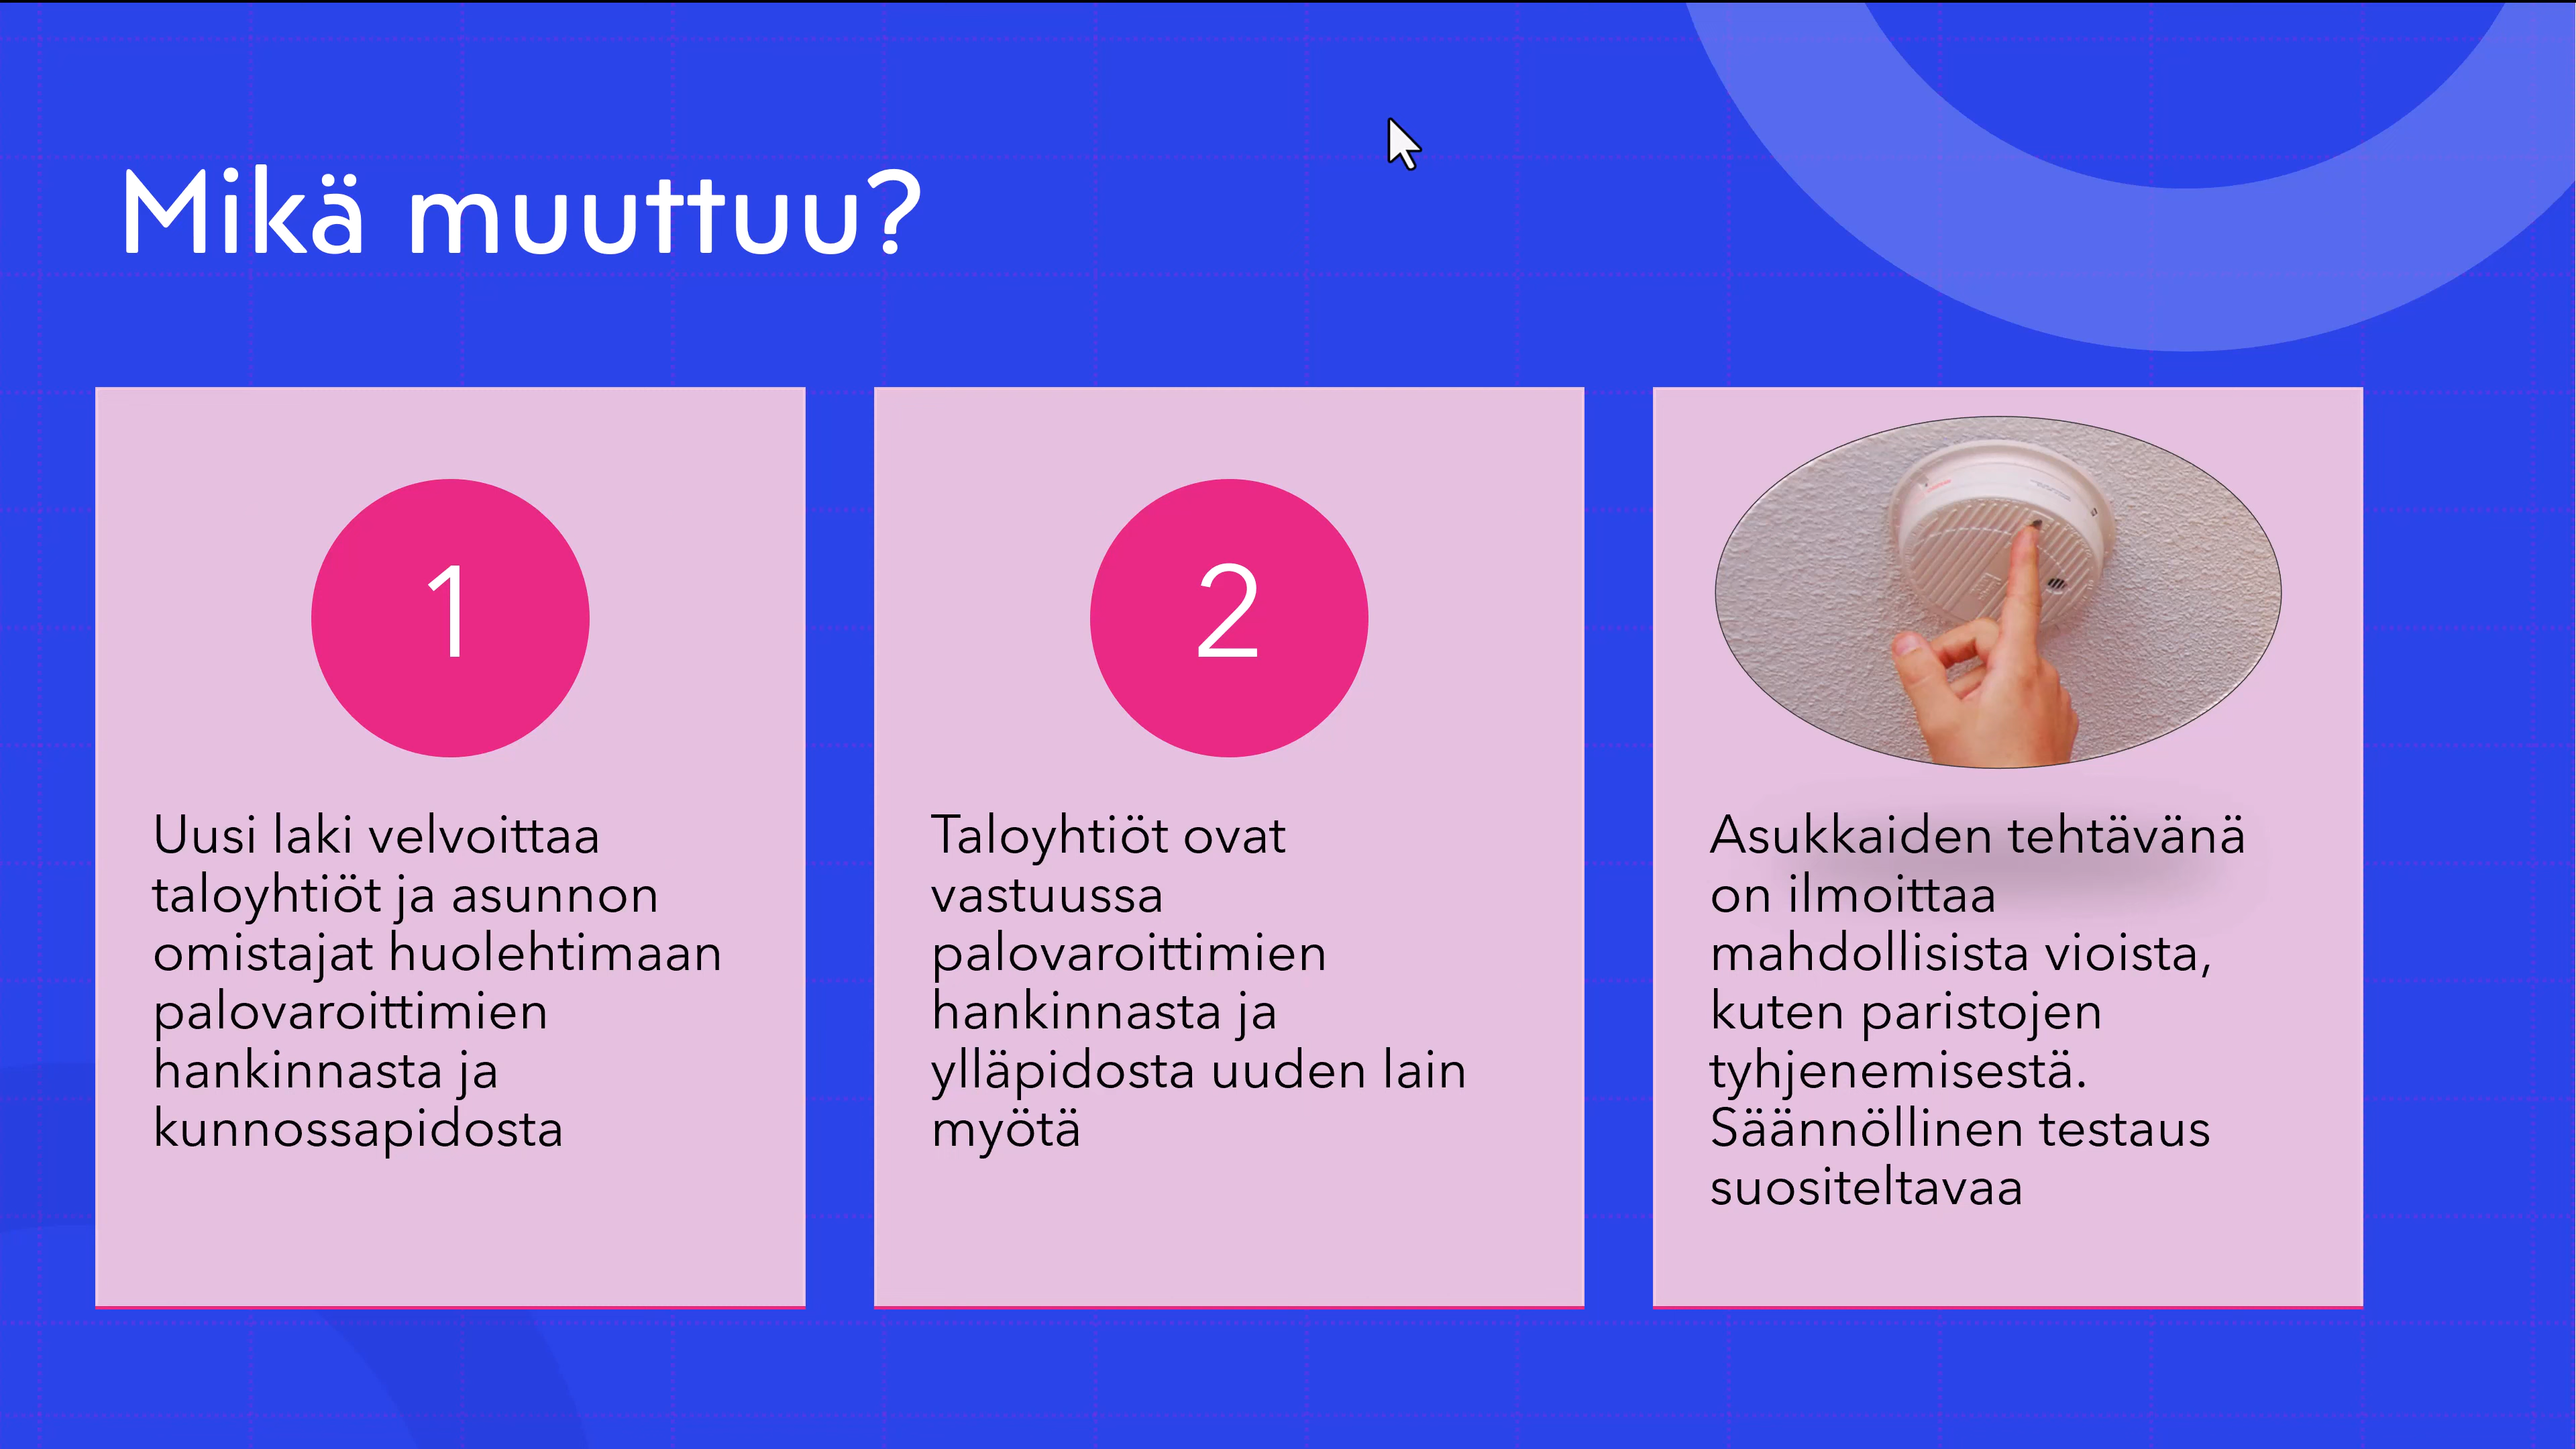 Mikä muuttuu?
1
Uusi laki velvoittaa
taloyhtiöt ja asunnon
omistajat huolehtimaan
palovaroittimien
hankinnasta ja
kunnossapidosta
2
Taloyhtiöt ovat
vastuussa
palovaroittimien
hankinnasta ja
ylläpidosta uuden lain
myötä
Asukkaiden tehtävänä
on ilmoittaa
mahdollisista vioista,
kuten paristojen
tyhjenemisestä.
Säännöllinen testaus
suositeltavaa